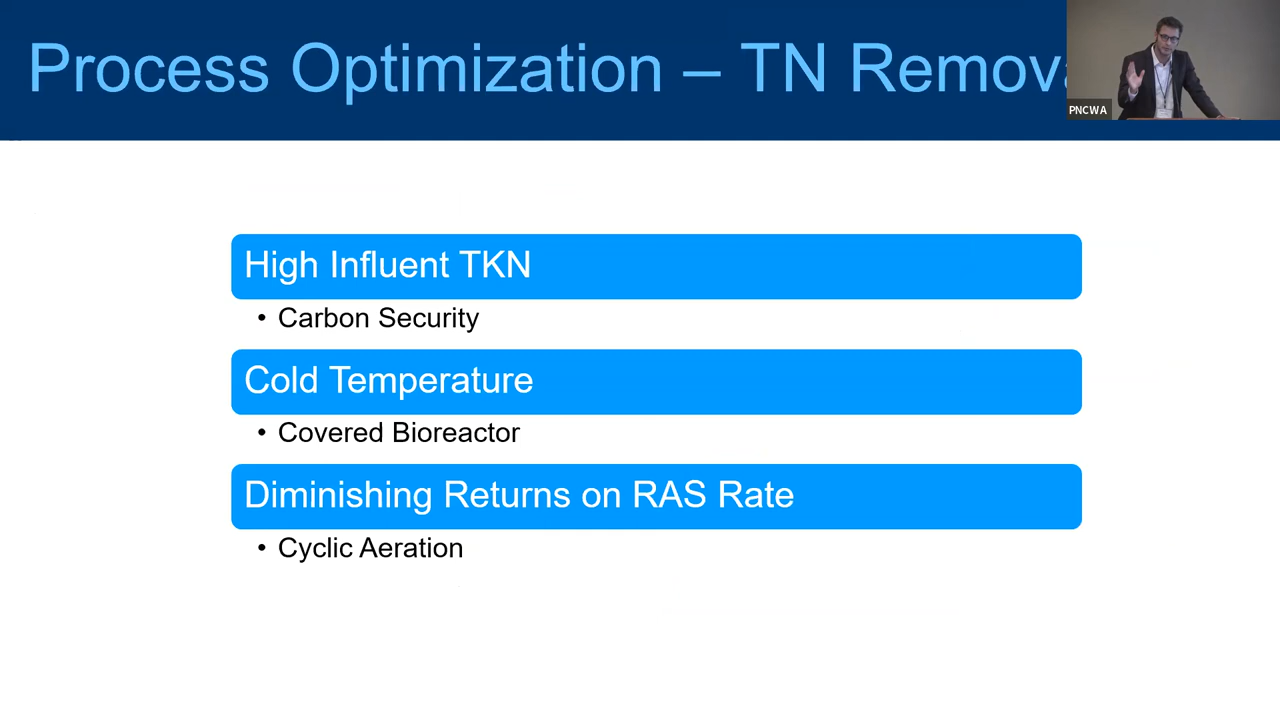 Process Optimization – TN Remova
PNCWA
High Influent TKN
• Carbon Security
Cold Temperature
• Covered Bioreactor
Diminishing Returns on RAS Rate
• Cyclic Aeration